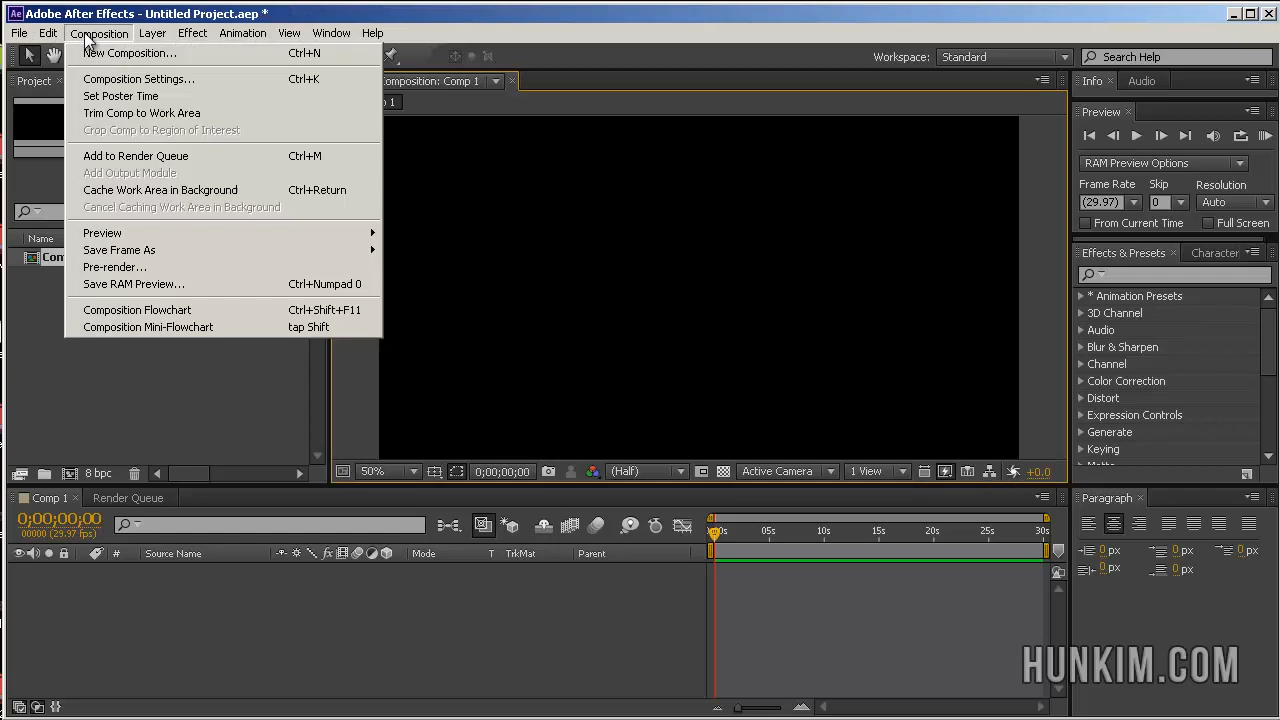 Ae Adobe After Effects - Untitled Project.aep *
File Edit Composition Layer Effect Animation View Window Help
New Composition... Ctrl+N
Composition Settings... Ctrl+K
Set Poster Time
Trim Comp to Work Area
Crop Comp to Region of Interest
Add to Render Queue Ctrl+M
Add Output Module
Cache Work Area in Background Ctrl+Return
Cancel Caching Work Area in Background
Preview
Save Frame As
Pre-render...
Save RAM Preview... Ctrl+Numpad 0
Composition Flowchart Ctrl+Shift+F11
Composition Mini-Flowchart tap Shift
Workspace: Standard Search Help
Project
Name
8 bpc
Composition: Comp 1
1
50% 0;00;00;00 (Half) Active Camera 1 View +0.0
Info Audio
Preview
RAM Preview Options
Frame Rate Skip Resolution
(29.97) 0 Auto
From Current Time Full Screen
Effects & Presets Character
* Animation Presets
3D Channel
Audio
Blur & Sharpen
Channel
Color Correction
Distort
Expression Controls
Generate
Keying
Comp 1 Render Queue
0;00;00;00
00000 (29.97 fps)
# Source Name Mode T TrkMat Parent
05s 10s 15s 20s 25s 30s
Paragraph
0 px 0 px 0 px
0 px 0 px
HUNKIM.COM